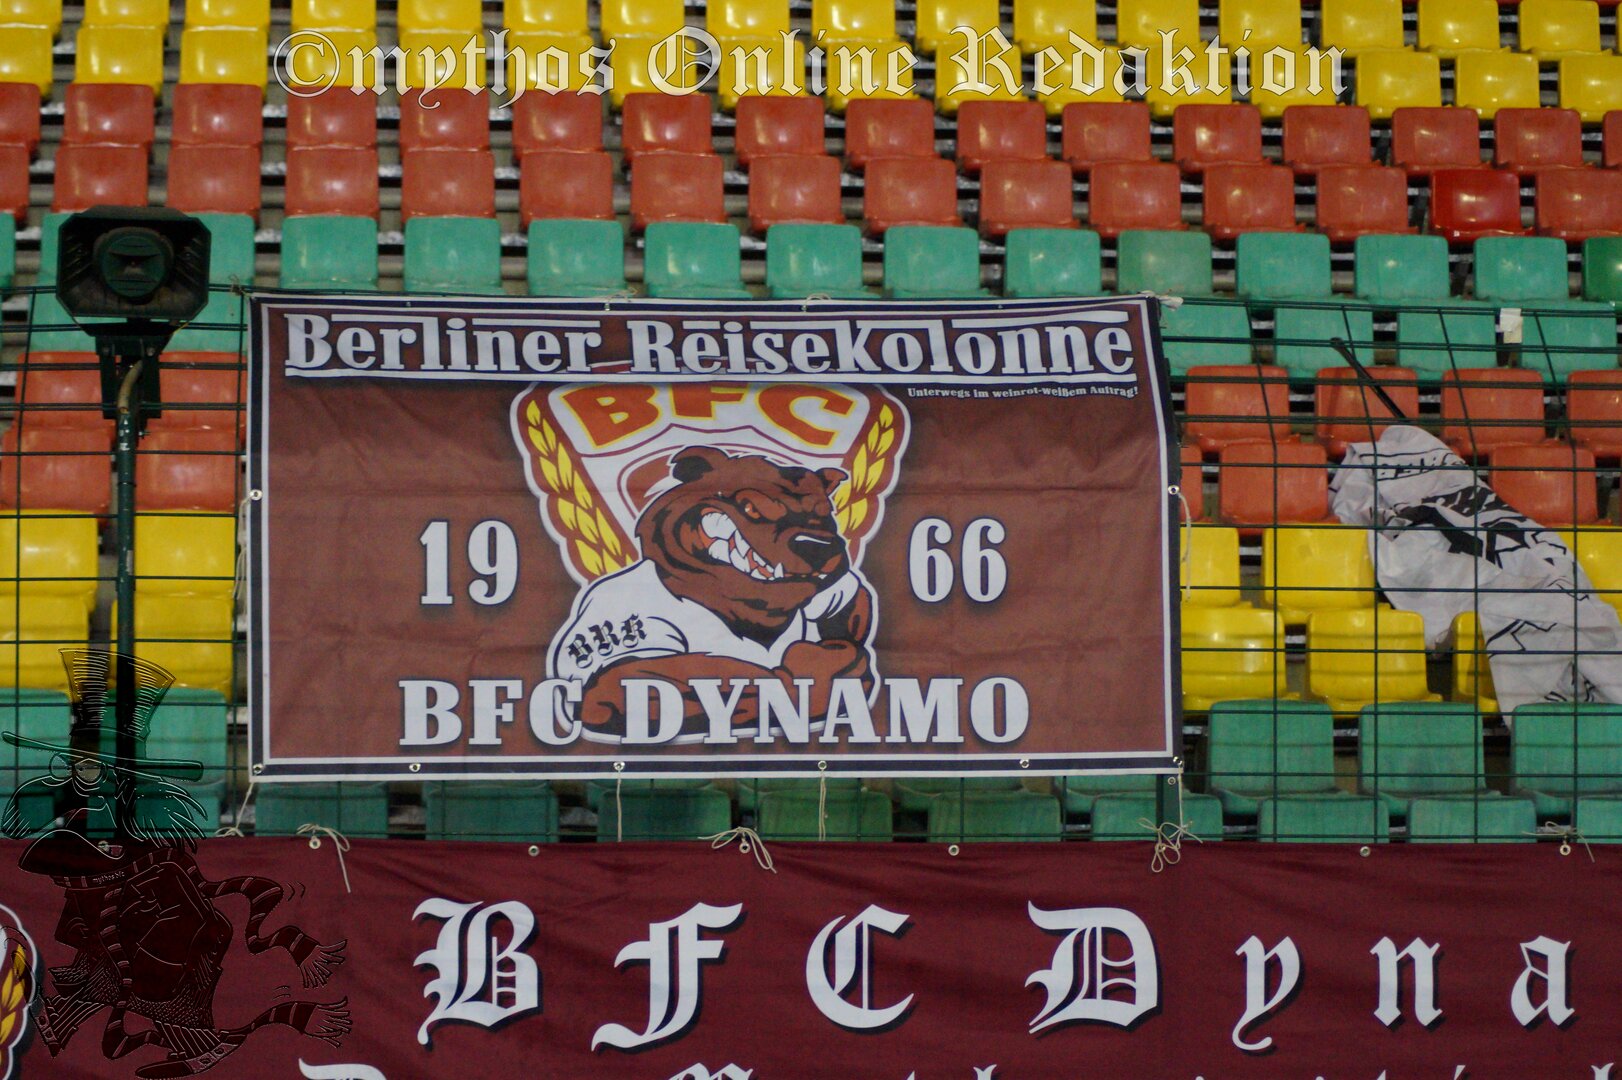 ©mythos Online Redaktion
Berliner Reisekolonne
Unterwegs im weinrot-weißem Auftrag!
BFC
19 66
BRK
BFC DYNAMO
BFC Dyna